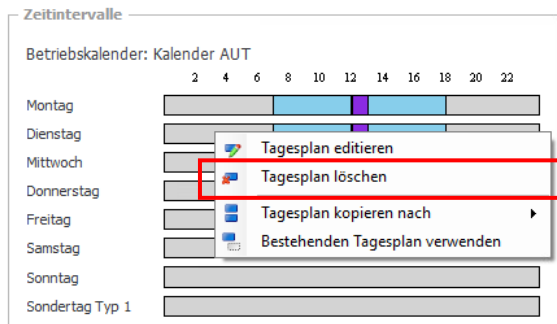 Zeitintervalle
Betriebskalender: Kalender AUT
2 4 6 8 10 12 14 16 18 20 22
Montag
Dienstag
Tagesplan editieren
Mittwoch
Tagesplan löschen
Donnerstag
Freitag
Tagesplan kopieren nach
Samstag
Bestehenden Tagesplan verwenden
Sonntag
Sondertag Typ 1